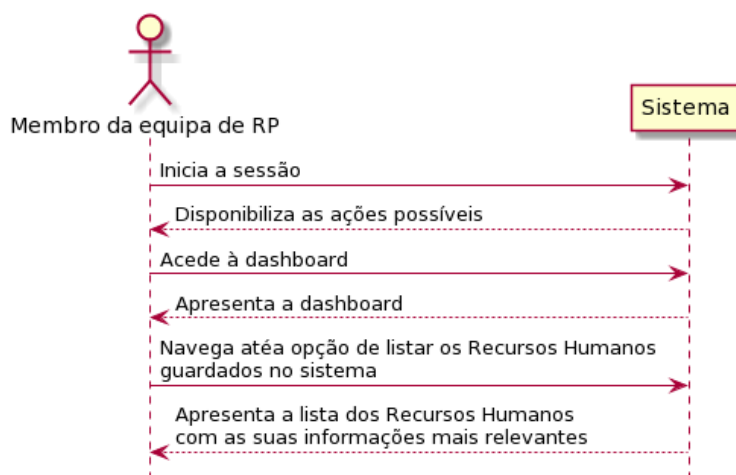 Membro da equipa de RP
Sistema
Inicia a sessão
Disponibiliza as ações possíveis
Acede à dashboard
Apresenta a dashboard
Navega atéa opção de listar os Recursos Humanos
guardados no sistema
Apresenta a lista dos Recursos Humanos
com as suas informações mais relevantes